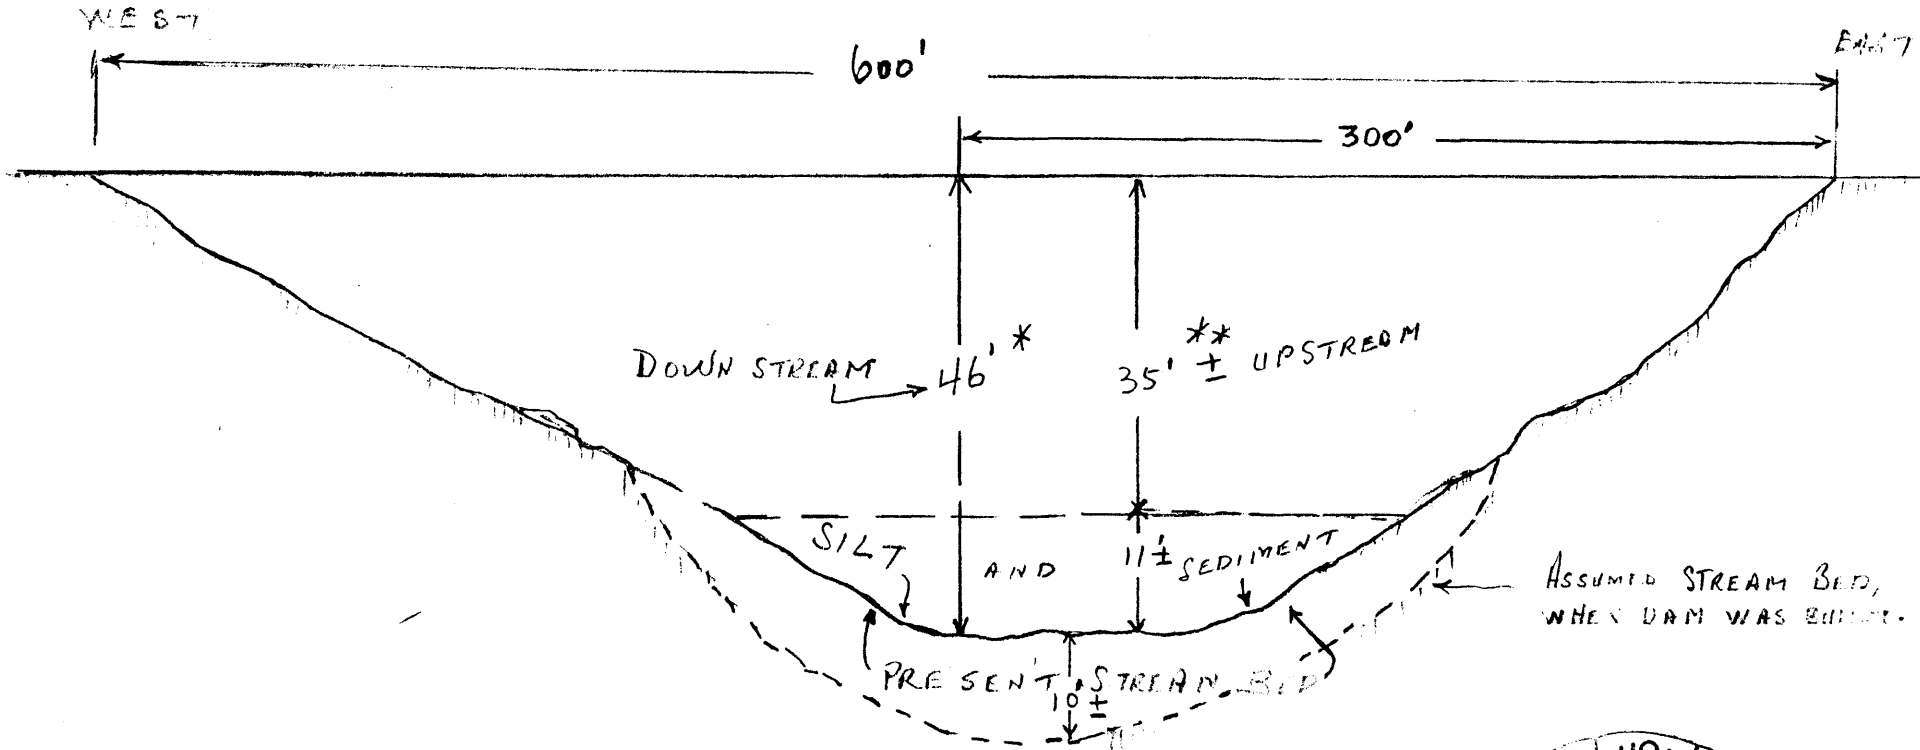 WEST
EAST
600'
300'
DOWN STREAM
46' *
35' ** ± UPSTREAM
SILT AND SEDIMENT
11' ±
ASSUMED STREAM BED,
WHEN DAM WAS
PRESENT STREAM BED
10' ±